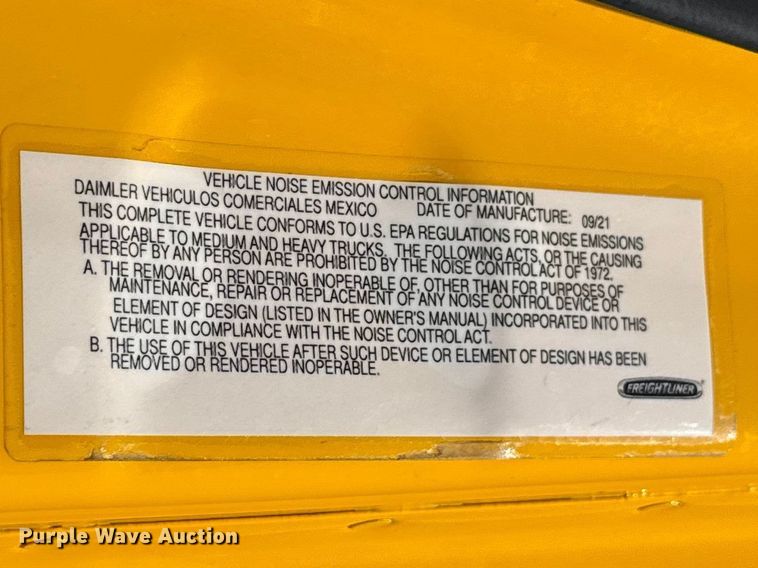 VEHICLE NOISE EMISSION CONTROL INFORMATION
DAIMLER VEHICULOS COMERCIALES MEXICO DATE OF MANUFACTURE: 09/21
THIS COMPLETE VEHICLE CONFORMS TO U.S. EPA REGULATIONS FOR NOISE EMISSIONS
APPLICABLE TO MEDIUM AND HEAVY TRUCKS. THE FOLLOWING ACTS, OR THE CAUSING
THEREOF BY ANY PERSON ARE PROHIBITED BY THE NOISE CONTROL ACT OF 1972.
A. THE REMOVAL OR RENDERING INOPERABLE OF, OTHER THAN FOR PURPOSES OF
MAINTENANCE, REPAIR OR REPLACEMENT OF ANY NOISE CONTROL DEVICE OR
ELEMENT OF DESIGN (LISTED IN THE OWNER'S MANUAL) INCORPORATED INTO THIS
VEHICLE IN COMPLIANCE WITH THE NOISE CONTROL ACT.
B. THE USE OF THIS VEHICLE AFTER SUCH DEVICE OR ELEMENT OF DESIGN HAS BEEN
REMOVED OR RENDERED INOPERABLE.
FREIGHTLINER
Purple Wave Auction